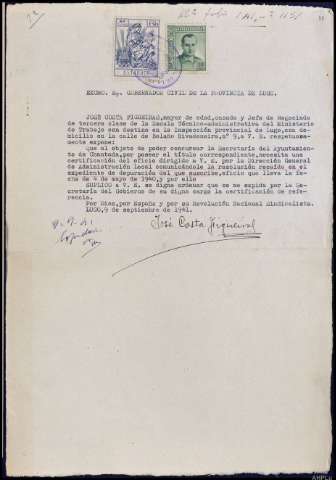 EXCMO. Sr. GOBERNADOR CIVIL DE LA PROVINCIA DE LUGO.
JOSÉ COSTA FIGUEIRAS, mayor de edad, casado y Jefe de Negociado
de tercera clase de la Escala Técnico-administrativa del Ministerio
de Trabajo con destino en la Inspección Provincial de Lugo, con do-
micilio en la calle de Bolaño Rivadeneira, nº 9, a V. E. respetuosa-
mente expone:
Que al objeto de poder concursar la Secretaria del Ayuntamiento
de Chantada, por poseer el título correspondiente, necesita una
certificación del oficio dirigido a V. E. por la Dirección General
de Administración local comunicándole la resolución recaída en el
expediente de depuración del que suscribe, oficio que lleva la fe-
cha de 4 de mayo de 1940, y por ello
SUPLICO a V. E. se digne ordenar que se me expida por la Se-
cretaría del Gobierno de su digno cargo la certificación de refe-
rencia.
Por Dios, por España y por su Revolución Nacional Sindicalista.
LUGO, 9 de septiembre de 1941.
José Costa Figueiras